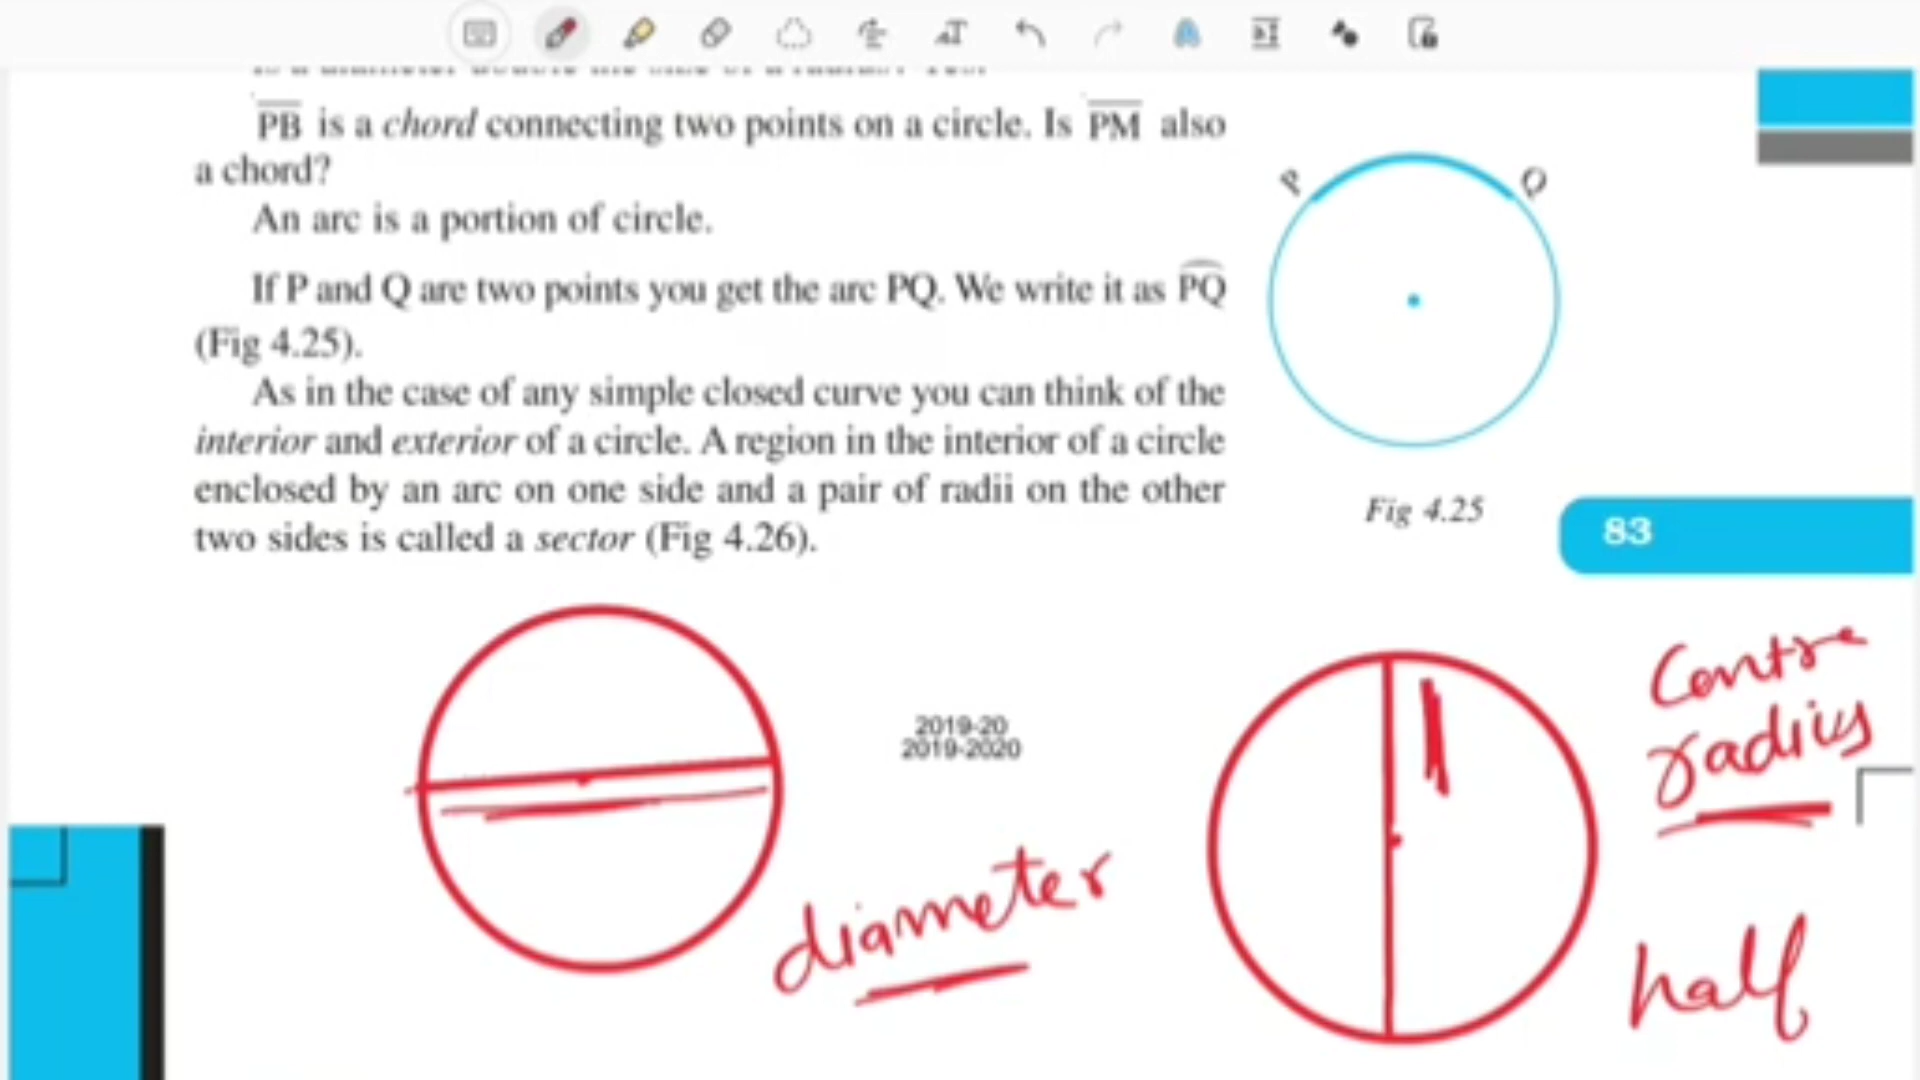 PB is a chord connecting two points on a circle. Is PM also
a chord?
An arc is a portion of circle.
If P and Q are two points you get the arc PQ. We write it as PQ
(Fig 4.25).
As in the case of any simple closed curve you can think of the
interior and exterior of a circle. A region in the interior of a circle
enclosed by an arc on one side and a pair of radii on the other
two sides is called a sector (Fig 4.26).
P
Q
Fig 4.25
83
2019-20
2019-2020
diameter
Centre
radius
half